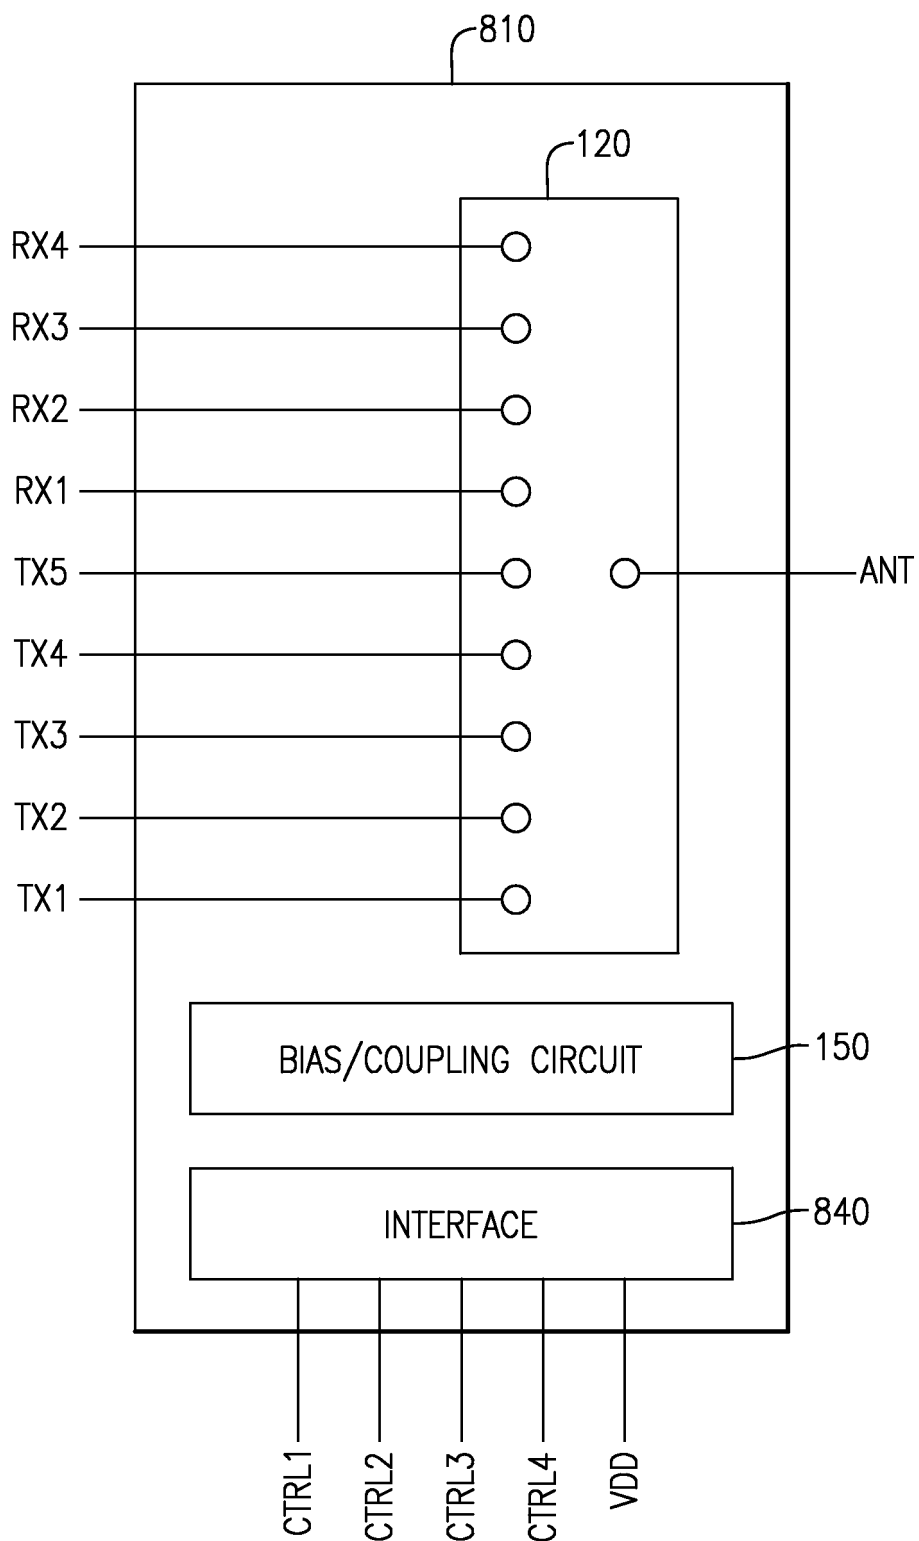 810
120
RX4
RX3
RX2
RX1
TX5
ANT
TX4
TX3
TX2
TX1
BIAS/COUPLING CIRCUIT
150
INTERFACE
840
CTRL1
CTRL2
CTRL3
CTRL4
VDD